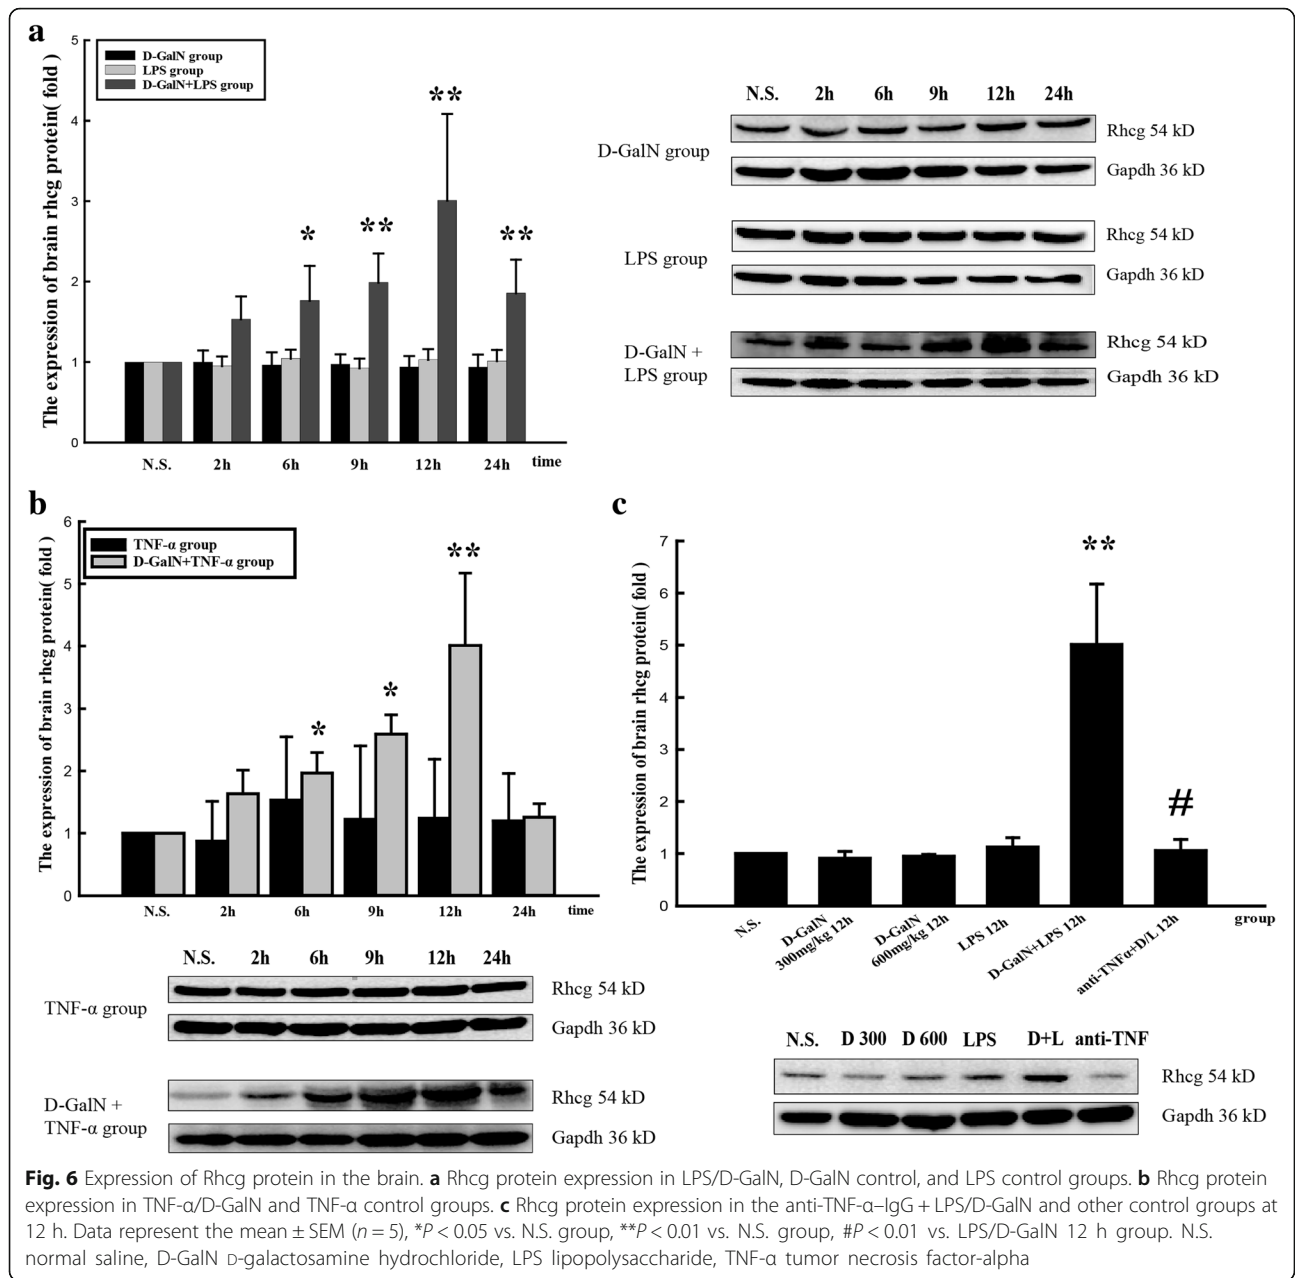 a
5
4
3
2
1
0
The expression of brain rhcg protein( fold )
D-GalN group
LPS group
D-GalN+LPS group
*
**
**
**
N.S. 2h 6h 9h 12h 24h time
N.S. 2h 6h 9h 12h 24h
D-GalN group
Rhcg 54 kD
Gapdh 36 kD
LPS group
Rhcg 54 kD
Gapdh 36 kD
D-GalN +
LPS group
Rhcg 54 kD
Gapdh 36 kD
b
6
5
4
3
2
1
0
The expression of brain rhcg protein( fold )
TNF-α group
D-GalN+TNF-α group
*
*
**
N.S. 2h 6h 9h 12h 24h time
N.S. 2h 6h 9h 12h 24h
TNF-α group
Rhcg 54 kD
Gapdh 36 kD
D-GalN +
TNF-α group
Rhcg 54 kD
Gapdh 36 kD
c
7
6
5
4
3
2
1
0
The expression of brain rhcg protein( fold )
**
#
N.S.
D-GalN
300mg/kg 12h
D-GalN
600mg/kg 12h
LPS 12h
D-GalN+LPS 12h
anti-TNFα+D/L 12h
group
N.S. D 300 D 600 LPS D+L anti-TNF
Rhcg 54 kD
Gapdh 36 kD
Fig. 6 Expression of Rhcg protein in the brain. a Rhcg protein expression in LPS/D-GalN, D-GalN control, and LPS control groups. b Rhcg protein
expression in TNF-α/D-GalN and TNF-α control groups. c Rhcg protein expression in the anti-TNF-α–IgG + LPS/D-GalN and other control groups at
12 h. Data represent the mean ± SEM (n = 5), *P < 0.05 vs. N.S. group, **P < 0.01 vs. N.S. group, #P < 0.01 vs. LPS/D-GalN 12 h group. N.S.
normal saline, D-GalN D-galactosamine hydrochloride, LPS lipopolysaccharide, TNF-α tumor necrosis factor-alpha